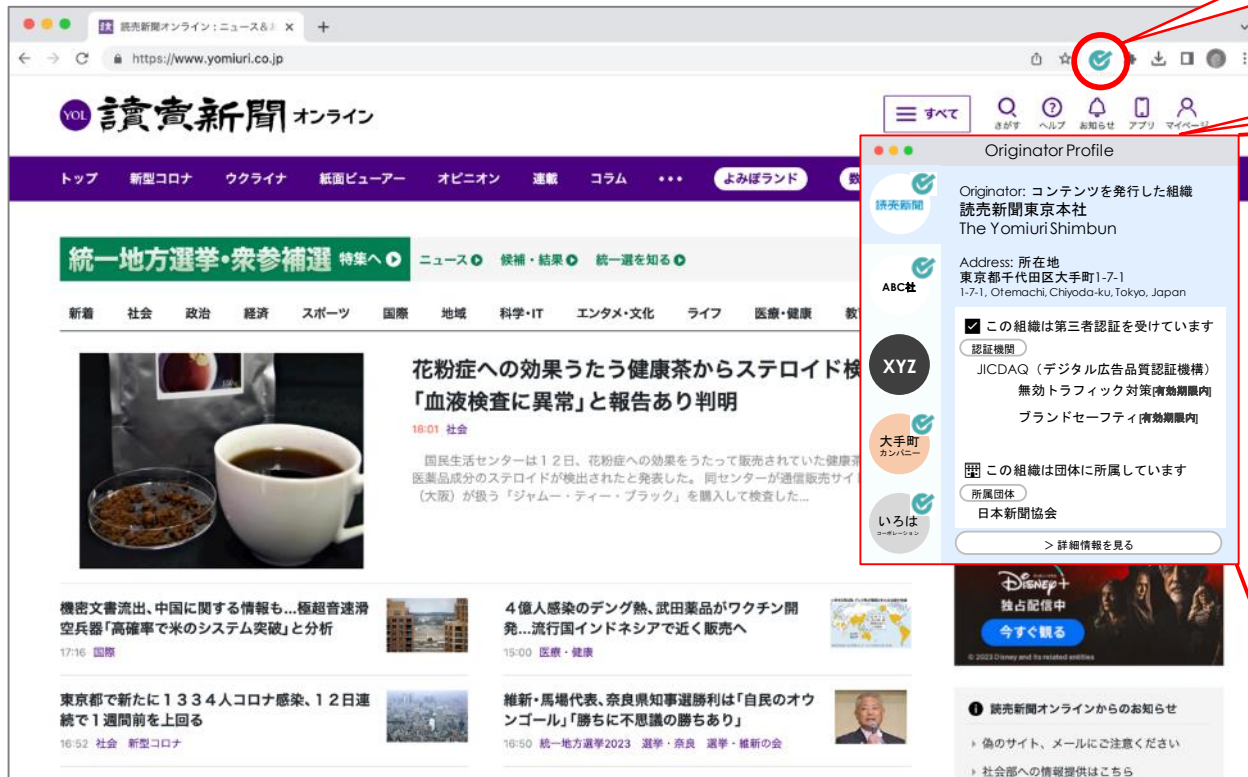 読売新聞オンライン：ニュース＆
https://www.yomiuri.co.jp
YOL 讀賣新聞 オンライン
すべて
さがす ヘルプ お知らせ アプリ マイページ
トップ 新型コロナ ウクライナ 紙面ビューアー オピニオン 連載 コラム ••• よみぽランド 数
統一地方選挙・衆参補選 特集へ ニュース 候補・結果 統一選を知る
新着 社会 政治 経済 スポーツ 国際 地域 科学・IT エンタメ・文化 ライフ 医療・健康
花粉症への効果うたう健康茶からステロイド検
「血液検査に異常」と報告あり判明
18:01 社会
国民生活センターは１２日、花粉症への効果をうたって販売されていた健康茶
医薬品成分のステロイドが検出されたと発表した。同センターが通信販売サイト
（大阪）が扱う「ジャムー・ティー・ブラック」を購入して検査した...
機密文書流出、中国に関する情報も...極超音速滑
空兵器「高確率で米のシステム突破」と分析
17:16 国際
４億人感染のデング熱、武田薬品がワクチン開
発...流行国インドネシアで近く販売へ
15:00 医療・健康
東京都で新たに１３３４人コロナ感染、１２日連
続で１週間前を上回る
16:52 社会 新型コロナ
維新・馬場代表、奈良県知事選勝利は「自民のオウ
ンゴール」「勝ちに不思議の勝ちあり」
16:50 統一地方選挙2023 選挙・奈良 選挙・維新の会
Originator Profile
読売新聞
ABC社
XYZ
大手町
カンパニー
いろは
コーポレーション
Originator: コンテンツを発行した組織
読売新聞東京本社
The Yomiuri Shimbun
Address: 所在地
東京都千代田区大手町1-7-1
1-7-1, Otemachi, Chiyoda-ku, Tokyo, Japan
この組織は第三者認証を受けています
認証機関
JICDAQ（デジタル広告品質認証機構）
無効トラフィック対策[有効期限内]
ブランドセーフティ[有効期限内]
この組織は団体に所属しています
所属団体
日本新聞協会
＞詳細情報を見る
Disney+
独占配信中
今すぐ観る
© 2023 Disney and its related entities
読売新聞オンラインからのお知らせ
偽のサイト、メールにご注意ください
社会部への情報提供はこちら